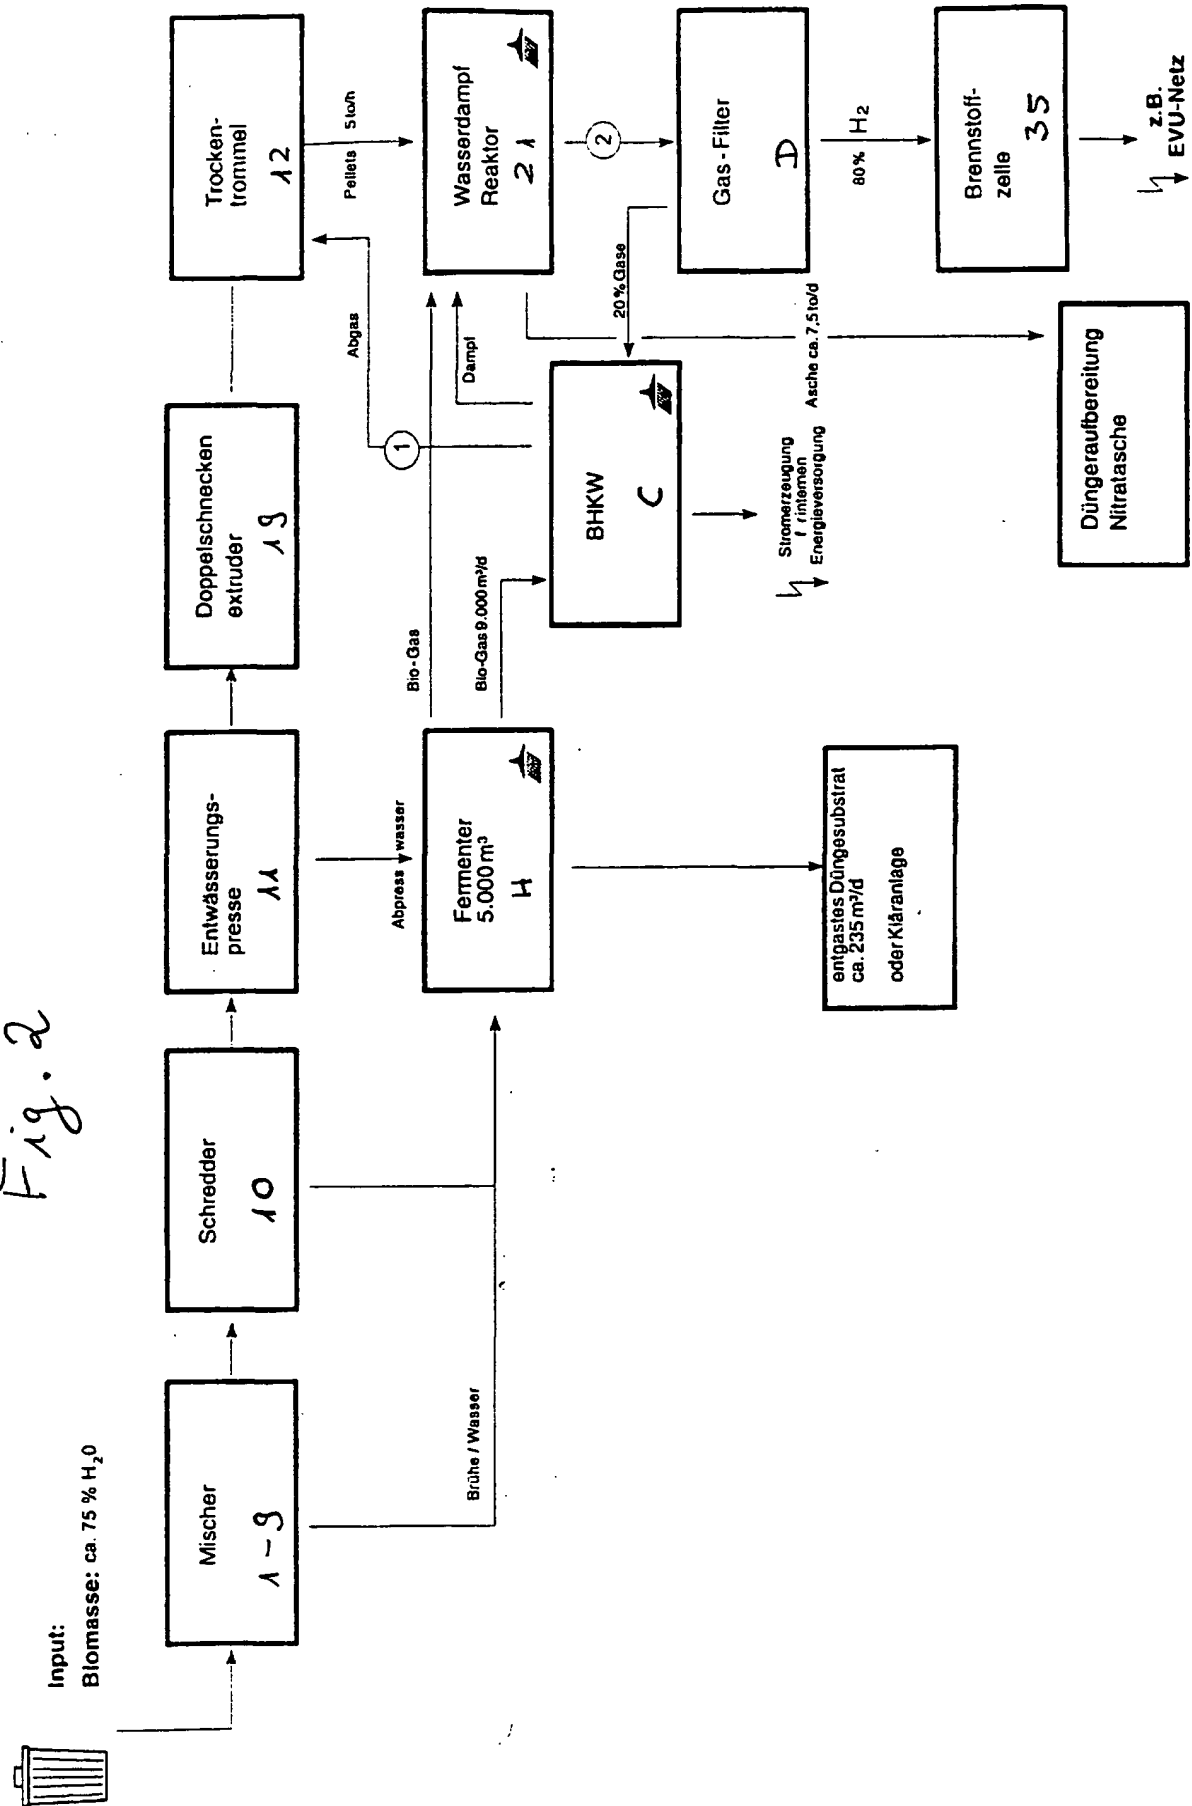 Fig. 2
Input:
Biomasse: ca. 75 % H₂O
Mischer
1-9
Schredder
10
Entwässerungs-
presse
11
Doppelschnecken
extruder
19
Trocken-
trommel
12
Brühe / Wasser
Abpress wasser
Abgas
Pellets 5to/h
Fermenter
5.000 m³
H
Bio-Gas
Bio-Gas 9.000 m³/d
1
Dampf
Wasserdampf
Reaktor
21
2
BHKW
C
20% Gase
Gas-Filter
D
80% H₂
Stromerzeugung
f r internen
Energieversorgung
Asche ca. 7,5 to/d
entgastes Düngesubstrat
ca. 235 m³/d
oder Kläranlage
Brennstoff-
zelle
35
Düngeraufbereitung
Nitratasche
z.B.
EVU-Netz